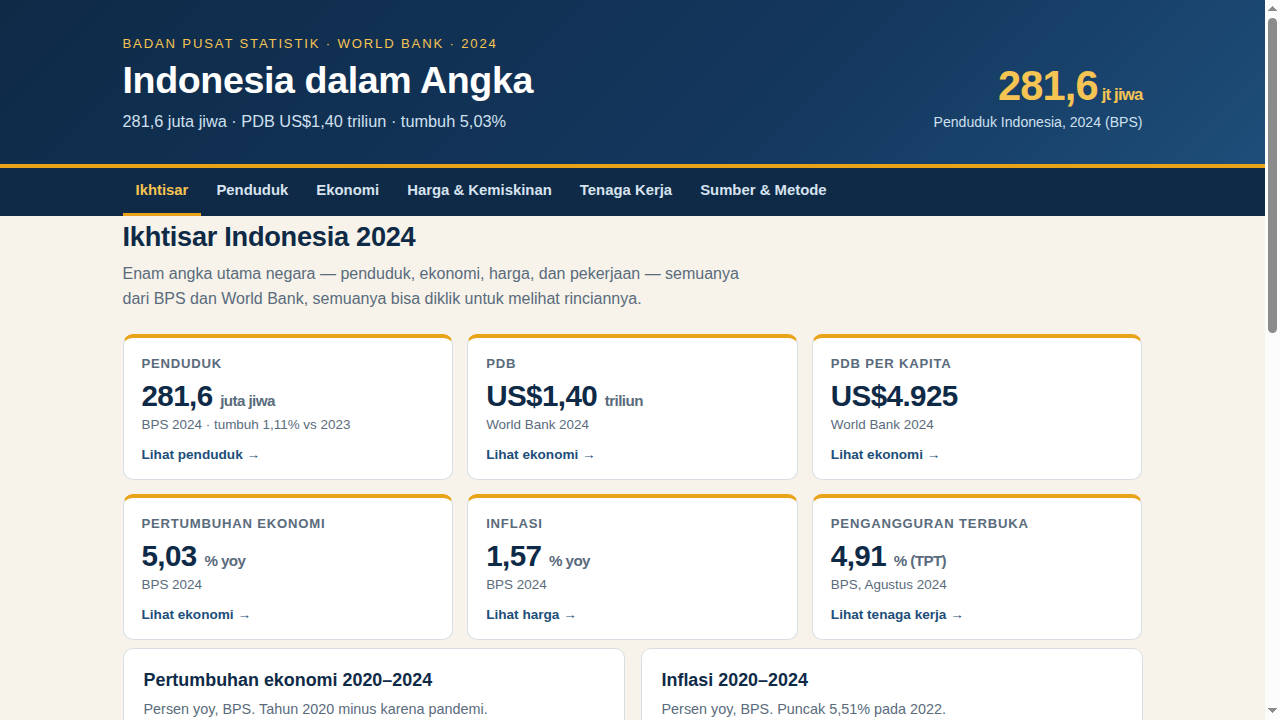 BADAN PUSAT STATISTIK · WORLD BANK · 2024
Indonesia dalam Angka
281,6 juta jiwa · PDB US$1,40 triliun · tumbuh 5,03%
281,6 jt jiwa
Penduduk Indonesia, 2024 (BPS)
Ikhtisar Penduduk Ekonomi Harga & Kemiskinan Tenaga Kerja Sumber & Metode
Ikhtisar Indonesia 2024
Enam angka utama negara — penduduk, ekonomi, harga, dan pekerjaan — semuanya
dari BPS dan World Bank, semuanya bisa diklik untuk melihat rinciannya.
PENDUDUK
281,6 juta jiwa
BPS 2024 · tumbuh 1,11% vs 2023
Lihat penduduk →
PDB
US$1,40 triliun
World Bank 2024
Lihat ekonomi →
PDB PER KAPITA
US$4.925
World Bank 2024
Lihat ekonomi →
PERTUMBUHAN EKONOMI
5,03 % yoy
BPS 2024
Lihat ekonomi →
INFLASI
1,57 % yoy
BPS 2024
Lihat harga →
PENGANGGURAN TERBUKA
4,91 % (TPT)
BPS, Agustus 2024
Lihat tenaga kerja →
Pertumbuhan ekonomi 2020–2024
Persen yoy, BPS. Tahun 2020 minus karena pandemi.
Inflasi 2020–2024
Persen yoy, BPS. Puncak 5,51% pada 2022.